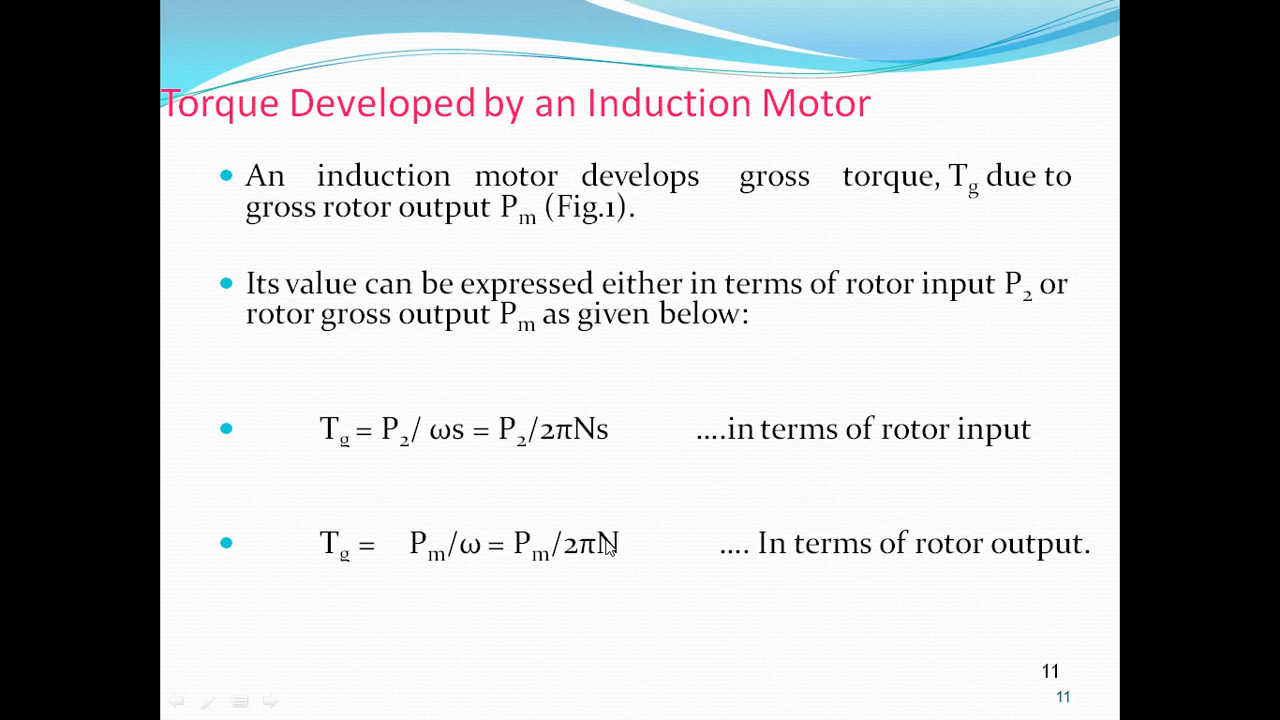 Torque Developed by an Induction Motor
• An induction motor develops gross torque, Tg due to
gross rotor output Pm (Fig.1).
• Its value can be expressed either in terms of rotor input P2 or
rotor gross output Pm as given below:
• Tg = P2/ ωs = P2/2πNs ....in terms of rotor input
• Tg = Pm/ω = Pm/2πN .... In terms of rotor output.
11
11